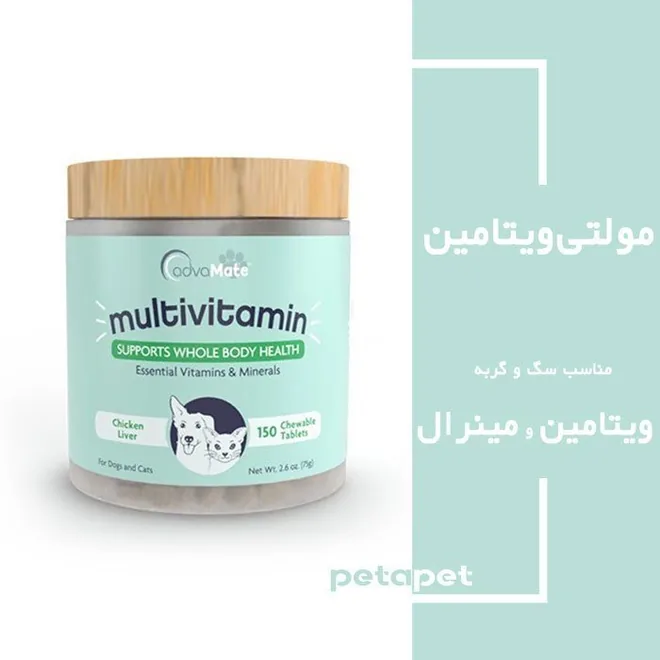 advaMate
multivitamin
SUPPORTS WHOLE BODY HEALTH
Essential Vitamins & Minerals
Chicken
Liver
150 Chewable
Tablets
For Dogs and Cats
Net Wt. 2.6 oz. (75g)
مولتی‌ویتامین
مناسب سگ و گربه
ویتامین و مینرال
petapet